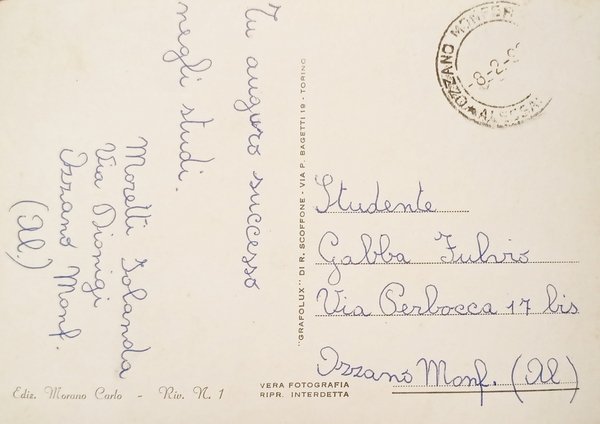 Tu auguro successo
negli studi.
Moretti Iolanda
Via Dionigi
Ozzano Monf.
(Al.)
"GRAFOLUX" DI R. SCOFFONE - VIA P. BAGETTI 19 - TORINO
OZZANO
-8-2-
Studente
Gabba Fulvio
Via Perbocca 17 bis
Ozzano Monf. (Al)
Ediz. Morano Carlo - Riv. N. 1
VERA FOTOGRAFIA
RIPR. INTERDETTA